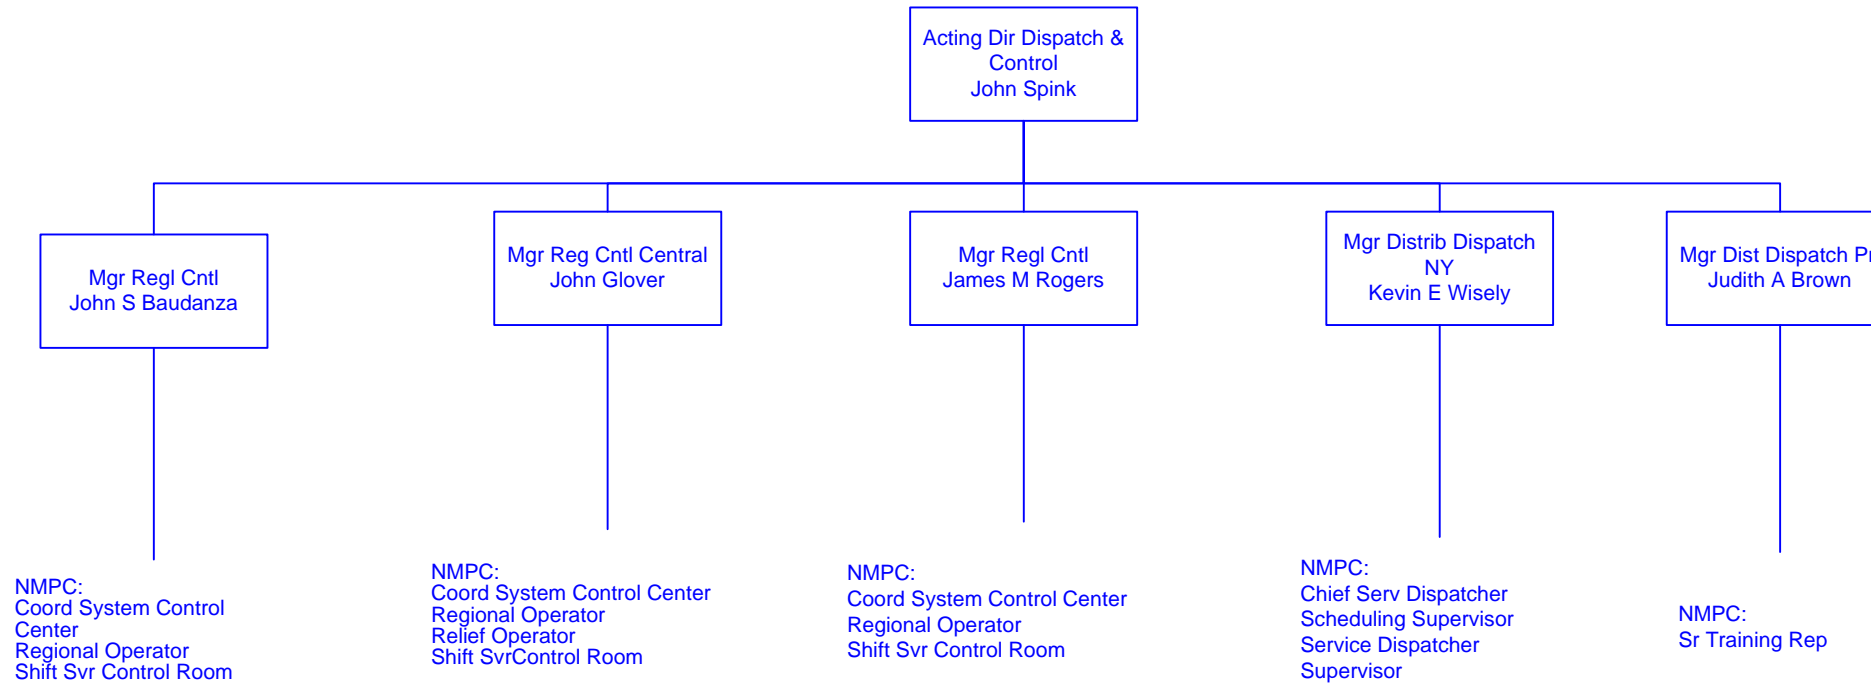 Acting Dir Dispatch &
Control
John Spink
Mgr Regl Cntl
John S Baudanza
Mgr Reg Cntl Central
John Glover
Mgr Regl Cntl
James M Rogers
Mgr Distrib Dispatch
NY
Kevin E Wisely
Mgr Dist Dispatch
Judith A Brown
NMPC:
Coord System Control
Center
Regional Operator
Shift Svr Control Room
NMPC:
Coord System Control Center
Regional Operator
Relief Operator
Shift SvrControl Room
NMPC:
Coord System Control Center
Regional Operator
Shift Svr Control Room
NMPC:
Chief Serv Dispatcher
Scheduling Supervisor
Service Dispatcher
Supervisor
NMPC:
Sr Training Rep